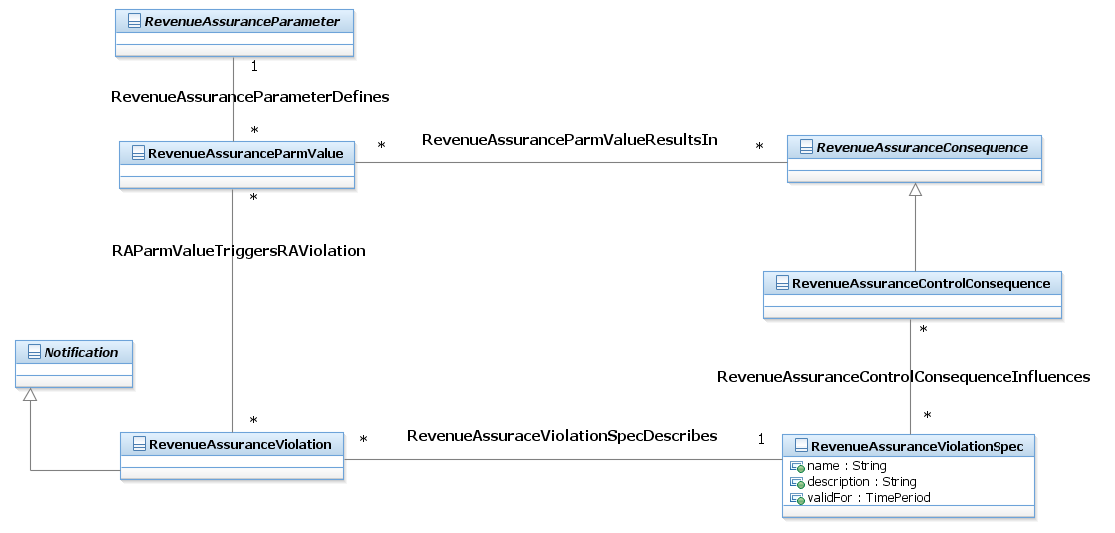 RevenueAssuranceParameter
1
RevenueAssuranceParameterDefines
*
RevenueAssuranceParmValue
*
RevenueAssuranceParmValueResultsIn
*
RevenueAssuranceConsequence
*
RAParmValueTriggersRAViolation
RevenueAssuranceControlConsequence
*
Notification
RevenueAssuranceControlConsequenceInfluences
*
*
RevenueAssuranceViolation
*
RevenueAssuraceViolationSpecDescribes
1
RevenueAssuranceViolationSpec
name : String
description : String
validFor : TimePeriod